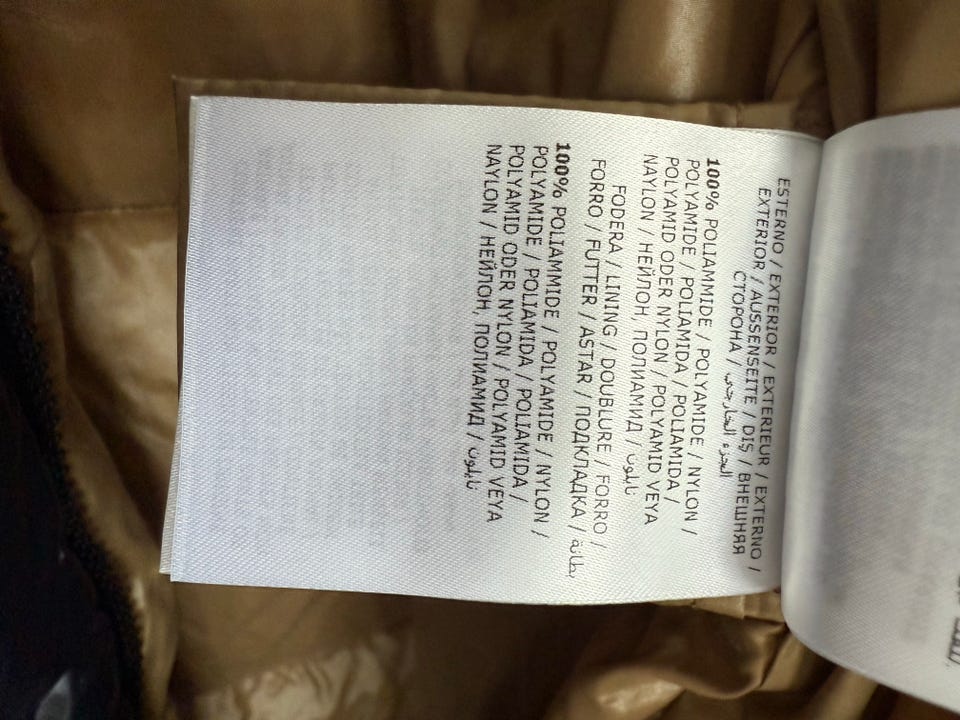 ESTERNO / EXTERIOR / EXTERIEUR / EXTERNO /
EXTERIOR / AUSSENSEITE / DIŞ / ВНЕШНЯЯ
СТОРОНА / الجزء الخارجي
100% POLIAMMIDE / POLYAMIDE / NYLON /
POLYAMIDE / POLIAMIDA / POLIAMIDA /
POLYAMID ODER NYLON / POLYAMID VEYA
NAYLON / НЕЙЛОН, ПОЛИАМИД / نايلون
FODERA / LINING / DOUBLURE / FORRO /
FORRO / FUTTER / ASTAR / ПОДКЛАДКА / بطانة
100% POLIAMMIDE / POLYAMIDE / NYLON /
POLYAMIDE / POLIAMIDA / POLIAMIDA /
POLYAMID ODER NYLON / POLYAMID VEYA
NAYLON / НЕЙЛОН, ПОЛИАМИД / نايلون